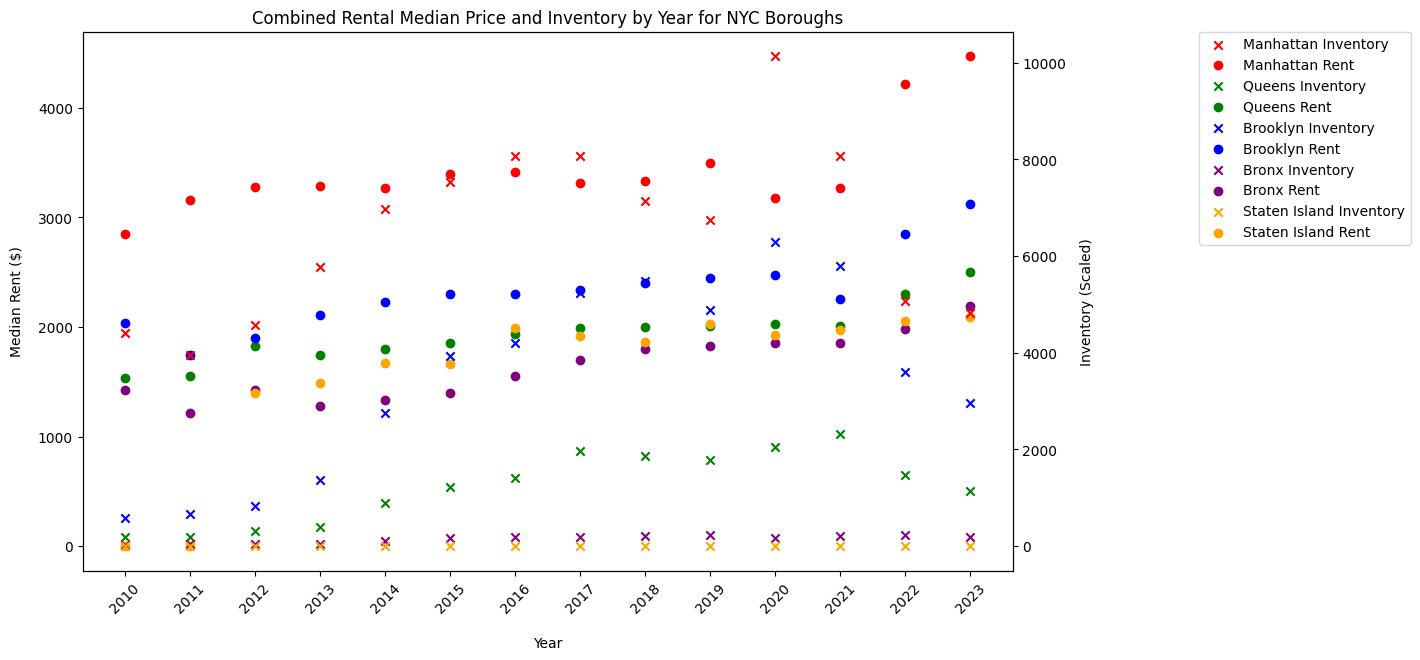 Combined Rental Median Price and Inventory by Year for NYC Boroughs
Manhattan Inventory
Manhattan Rent
Queens Inventory
Queens Rent
Brooklyn Inventory
Brooklyn Rent
Bronx Inventory
Bronx Rent
Staten Island Inventory
Staten Island Rent
Median Rent ($)
4000
3000
2000
1000
0
Inventory (Scaled)
10000
8000
6000
4000
2000
0
2010
2011
2012
2013
2014
2015
2016
2017
2018
2019
2020
2021
2022
2023
Year